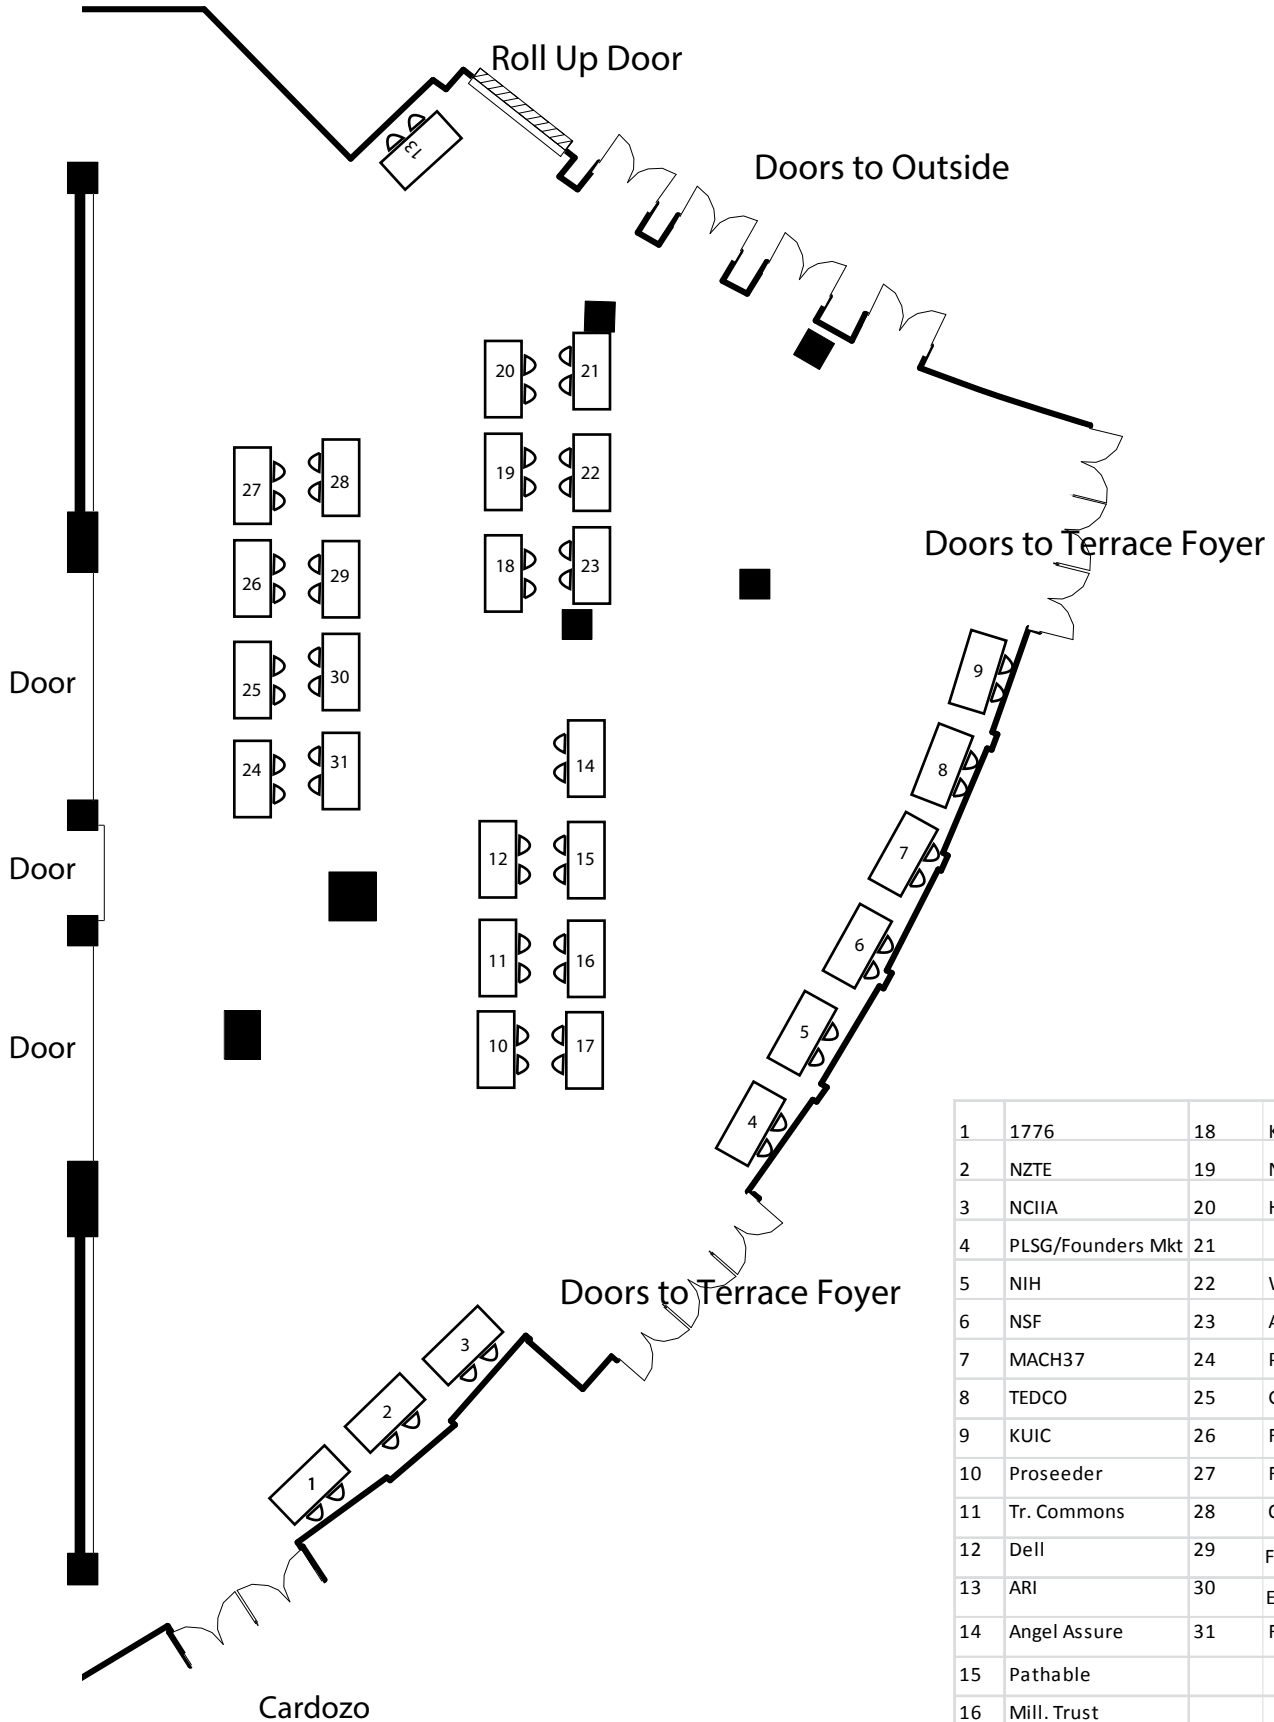 Roll Up Door
Doors to Outside
13
20
21
19
22
27
28
Doors to Terrace Foyer
18
23
26
29
9
Door
25
30
24
31
14
8
Door
12
15
7
11
16
6
Door
10
17
5
4
1 1776 18 K
2 NZTE 19 N
3 NCIIA 20 H
4 PLSG/Founders Mkt 21
5 NIH 22 W
6 NSF 23 A
7 MACH37 24
8 TEDCO 25
9 KUIC 26
10 Proseeder 27
11 Tr. Commons 28
12 Dell 29 F
13 ARI 30 E
14 Angel Assure 31
15 Pathable
16 Mill. Trust
Doors to Terrace Foyer
3
2
1
Cardozo